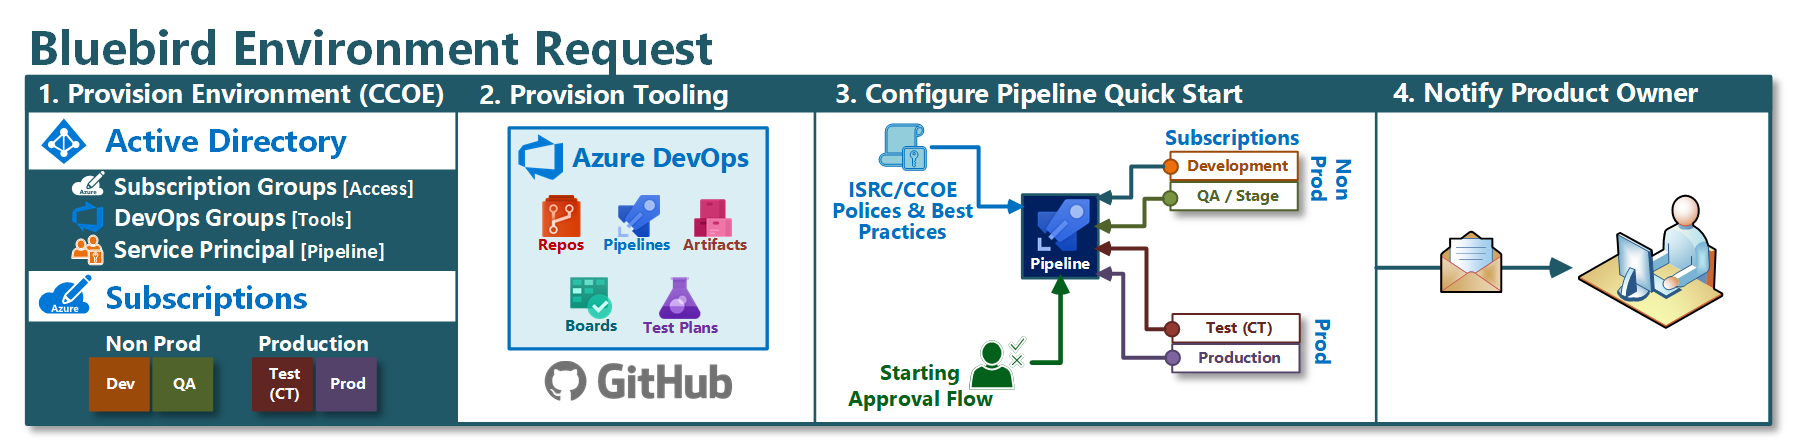 Bluebird Environment Request
1. Provision Environment (CCOE)
Active Directory
Azure
Subscription Groups [Access]
DevOps Groups [Tools]
Service Principal [Pipeline]
Azure
Subscriptions
Non Prod
Production
Dev
QA
Test
(CT)
Prod
2. Provision Tooling
Azure DevOps
Repos
Pipelines
Artifacts
Boards
Test Plans
GitHub
3. Configure Pipeline Quick Start
ISRC/CCOE
Polices & Best
Practices
Pipeline
Starting
Approval Flow
Subscriptions
Development
QA / Stage
Non
Prod
Test (CT)
Production
Prod
4. Notify Product Owner